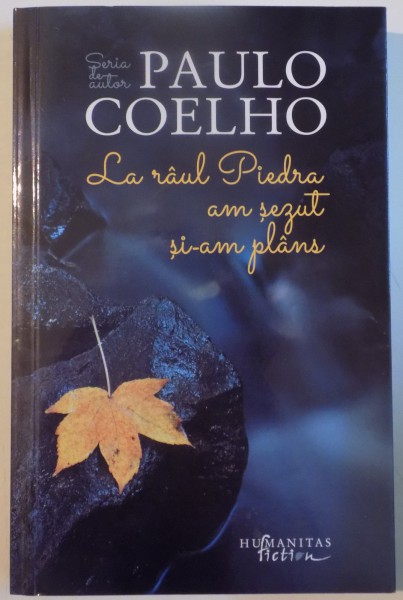 Seria
de
autor
PAULO
COELHO
La râul Piedra
am șezut
și-am plâns
HUMANITAS
fiction